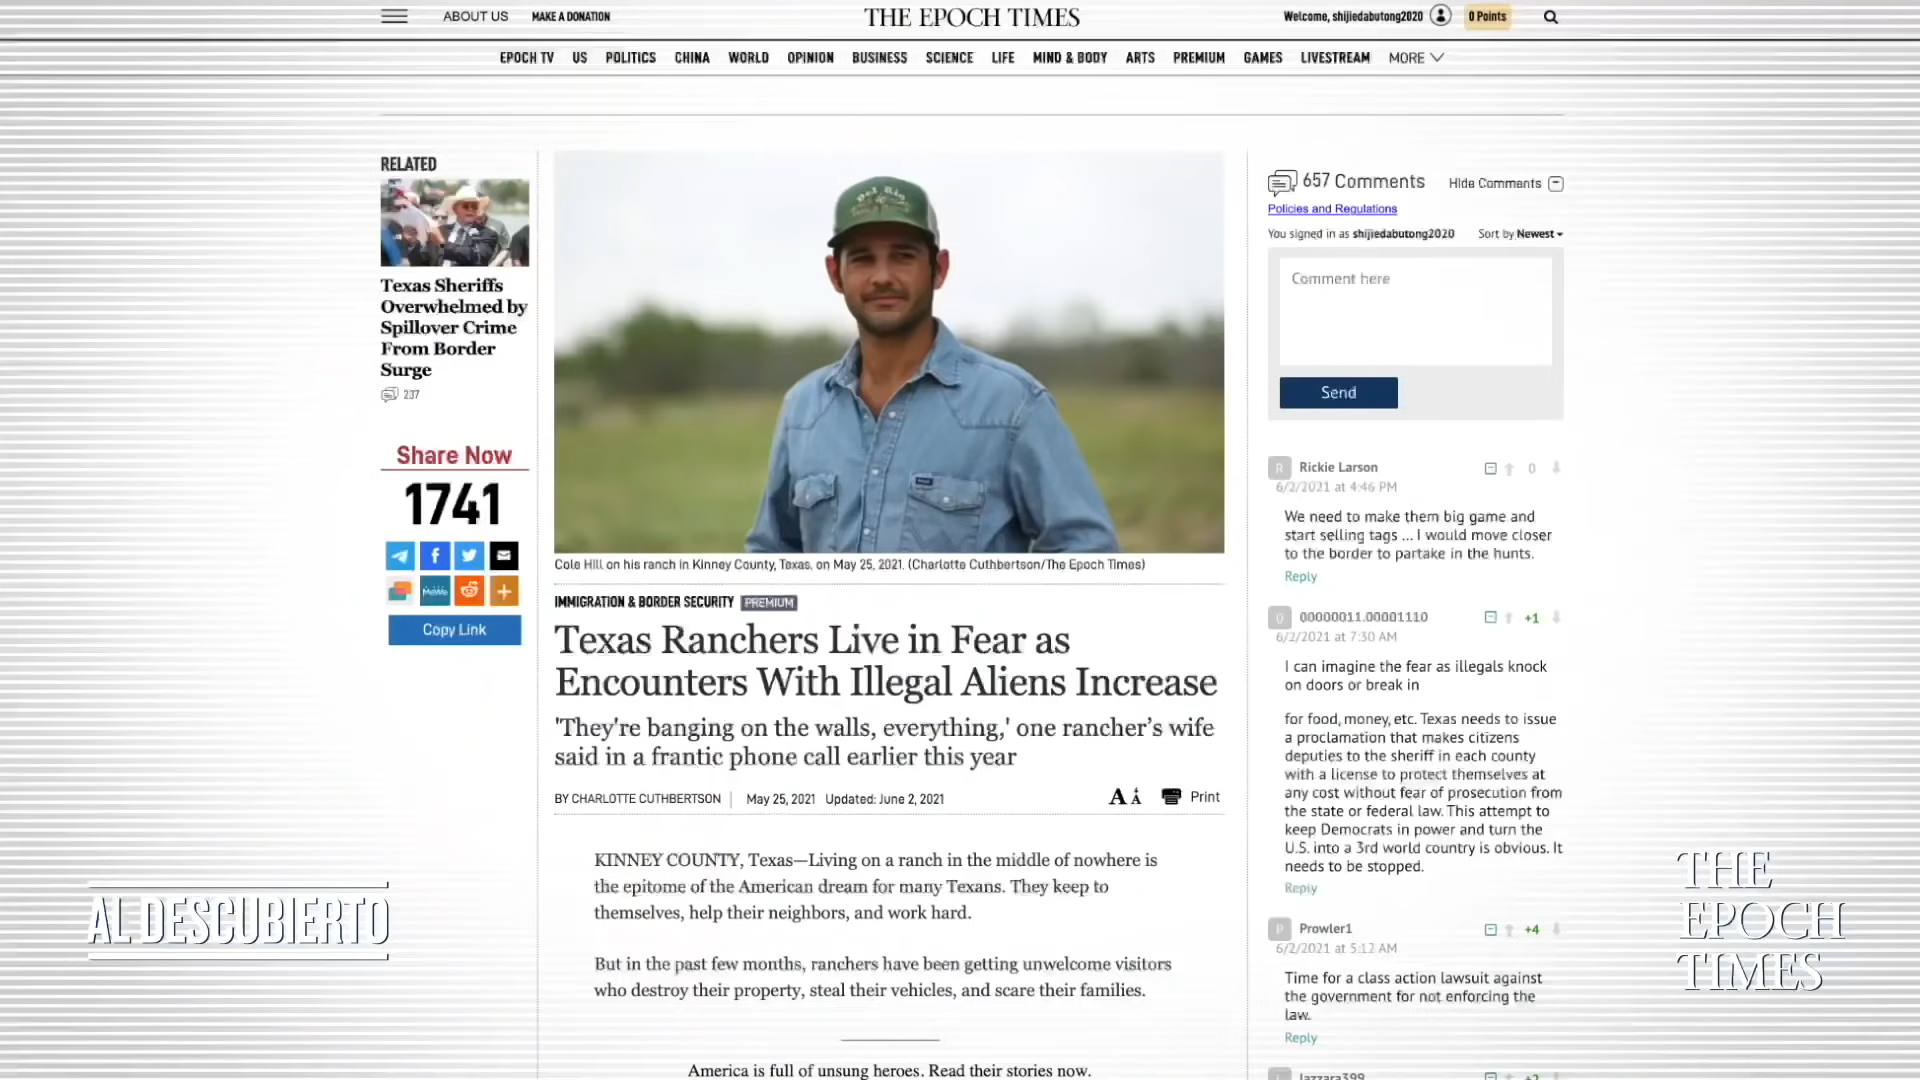 ABOUT US
MAKE A DONATION
THE EPOCH TIMES
Welcome, shijiedabutong2020
0 Points
EPOCH TV US POLITICS CHINA WORLD OPINION BUSINESS SCIENCE LIFE MIND & BODY ARTS PREMIUM GAMES LIVESTREAM MORE
RELATED
Texas Sheriffs
Overwhelmed by
Spillover Crime
From Border
Surge
237
Share Now
1741
MeWe
Copy Link
Del Rio
Cole Hill on his ranch in Kinney County, Texas, on May 25, 2021. (Charlotte Cuthbertson/The Epoch Times)
IMMIGRATION & BORDER SECURITY PREMIUM
Texas Ranchers Live in Fear as
Encounters With Illegal Aliens Increase
'They're banging on the walls, everything,' one rancher’s wife
said in a frantic phone call earlier this year
BY CHARLOTTE CUTHBERTSON May 25, 2021 Updated: June 2, 2021
A A Print
KINNEY COUNTY, Texas—Living on a ranch in the middle of nowhere is
the epitome of the American dream for many Texans. They keep to
themselves, help their neighbors, and work hard.
But in the past few months, ranchers have been getting unwelcome visitors
who destroy their property, steal their vehicles, and scare their families.
America is full of unsung heroes. Read their stories now.
657 Comments
Hide Comments
Policies and Regulations
You signed in as shijiedabutong2020
Sort by Newest
Comment here
Send
R Rickie Larson 0
6/2/2021 at 4:46 PM
We need to make them big game and
start selling tags ... I would move closer
to the border to partake in the hunts.
Reply
0 00000011.00001110 +1
6/2/2021 at 7:30 AM
I can imagine the fear as illegals knock
on doors or break in
for food, money, etc. Texas needs to issue
a proclamation that makes citizens
deputies to the sheriff in each county
with a license to protect themselves at
any cost without fear of prosecution from
the state or federal law. This attempt to
keep Democrats in power and turn the
U.S. into a 3rd world country is obvious. It
needs to be stopped.
Reply
P Prowler1 +4
6/2/2021 at 5:12 AM
Time for a class action lawsuit against
the government for not enforcing the
law.
Reply
+2
AL DESCUBIERTO
THE
EPOCH
TIMES